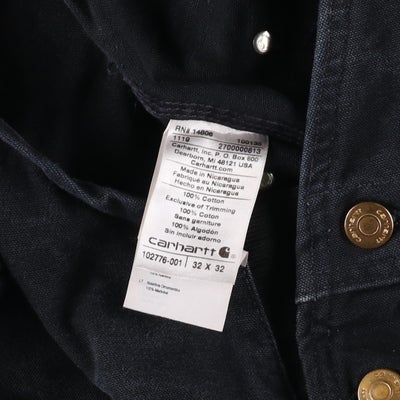 RN# 14806 100130
1119 2700000613
Carhartt, Inc. P.O. Box 600
Dearborn, MI 48121 USA
Carhartt.com
Made in Nicaragua
Fabriqué au Nicaragua
Hecho en Nicaragua
100% Cotton
Exclusive of Trimming
100% Coton
Sans garniture
100% Algodón
Sin incluir adorno
carhartt
102776-001 32 X 32